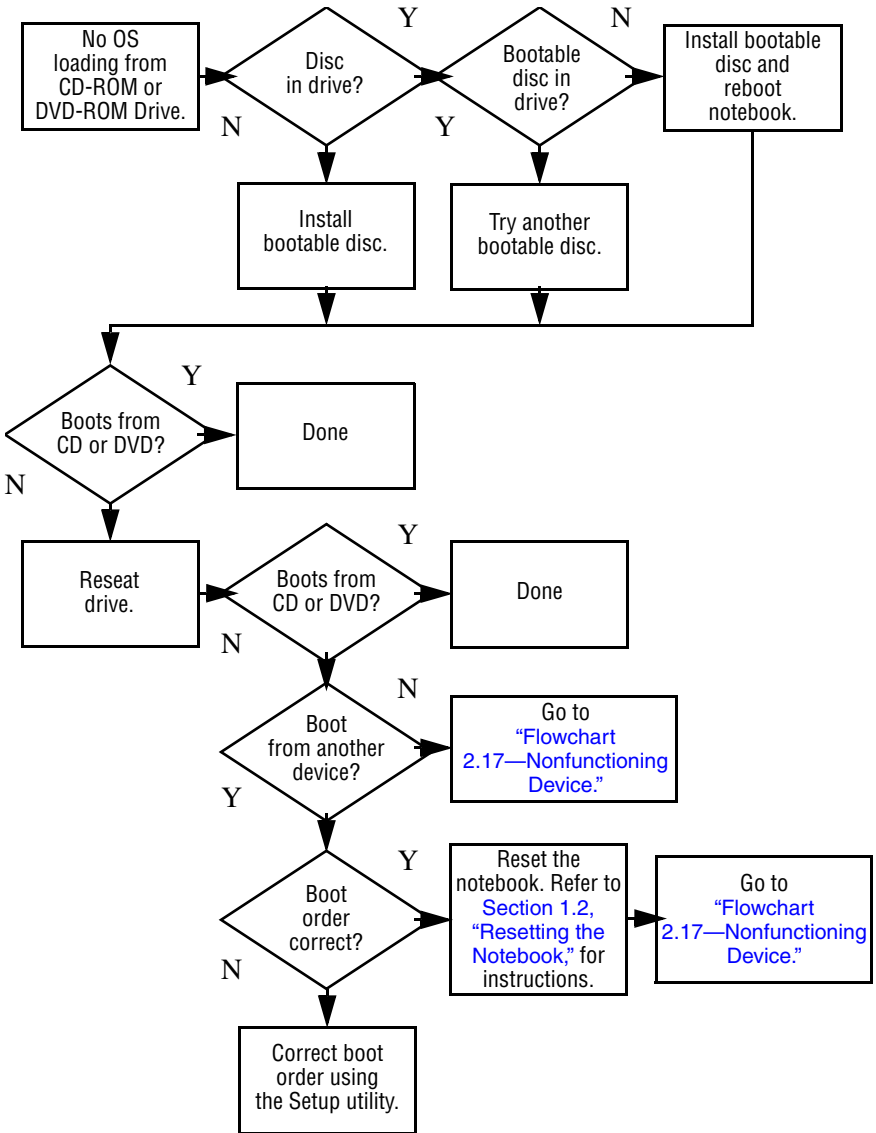 No OS
loading from
CD-ROM or
DVD-ROM Drive.
Y
Disc
in drive?
N
N
Bootable
disc in
drive?
Y
Install bootable
disc and
reboot
notebook.
Install
bootable disc.
Try another
bootable disc.
Y
Boots from
CD or DVD?
N
Done
Reseat
drive.
Y
Boots from
CD or DVD?
N
Done
N
Boot
from another
device?
Y
Go to
“Flowchart
2.17—Nonfunctioning
Device.”
Y
Boot
order
correct?
N
Reset the
notebook. Refer to
Section 1.2,
“Resetting the
Notebook,” for
instructions.
Go to
“Flowchart
2.17—Nonfunctioning
Device.”
Correct boot
order using
the Setup utility.